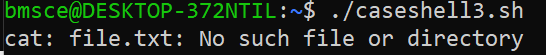 bmsce@DESKTOP-372NTIL:~$ ./caseshell3.sh
cat: file.txt: No such file or directory